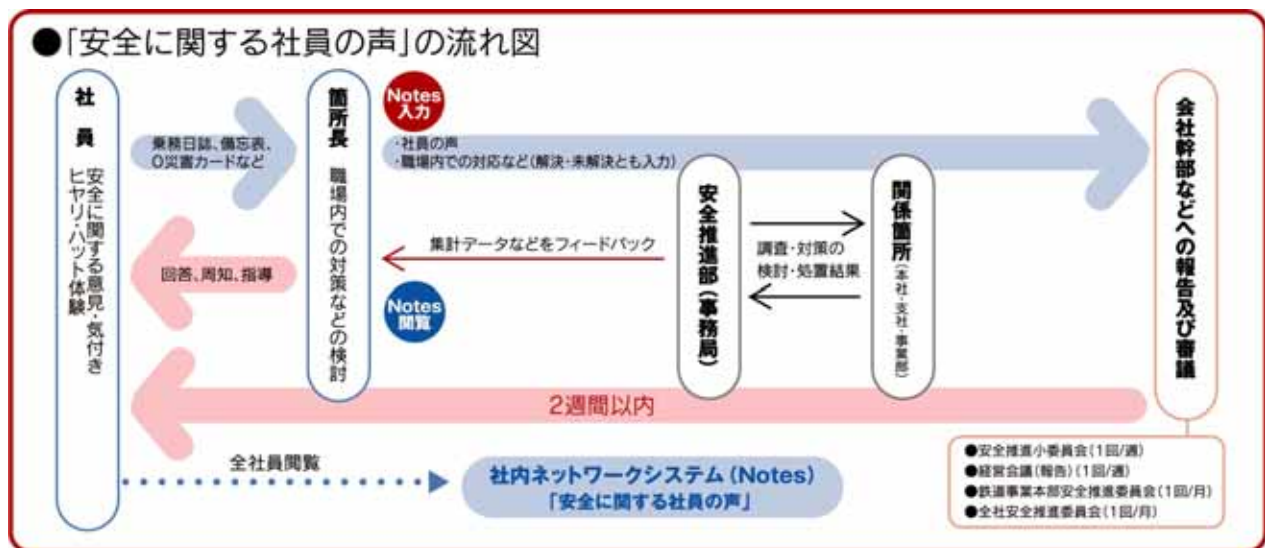 ●「安全に関する社員の声」の流れ図
社員
安全に関する意見・気付き
ヒヤリ・ハット体験
乗務日誌、備忘表、
0災害カードなど
回答、周知、指導
箇所長 職場内での対策などの検討
Notes
入力
・社員の声
・職場内での対応など(解決・未解決とも入力)
集計データなどをフィードバック
Notes
閲覧
安全推進部(事務局)
調査・対策の
検討・処置結果
関係箇所(本社・支社・事業部)
会社幹部などへの報告及び審議
2週間以内
全社員閲覧
社内ネットワークシステム(Notes)
「安全に関する社員の声」
●安全推進小委員会(1回/週)
●経営会議(報告)(1回/週)
●鉄道事業本部安全推進委員会(1回/月)
●全社安全推進委員会(1回/月)